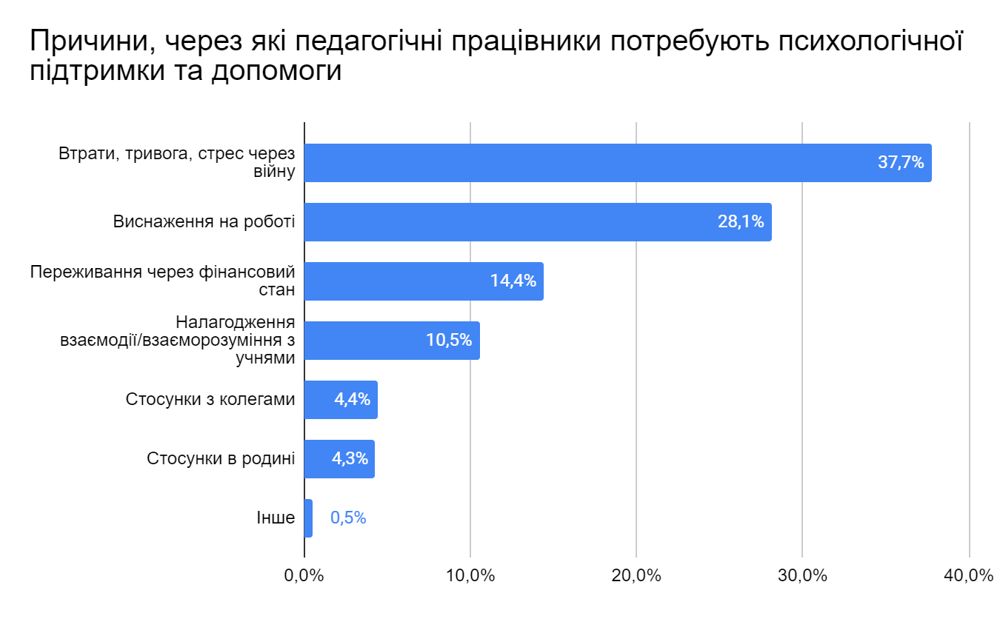 Причини, через які педагогічні працівники потребують психологічної
підтримки та допомоги
Втрати, тривога, стрес через
війну
37,7%
Виснаження на роботі
28,1%
Переживання через фінансовий
стан
14,4%
Налагодження
взаємодії/взаєморозуміння з
учнями
10,5%
Стосунки з колегами
4,4%
Стосунки в родині
4,3%
Інше
0,5%
0,0%
10,0%
20,0%
30,0%
40,0%